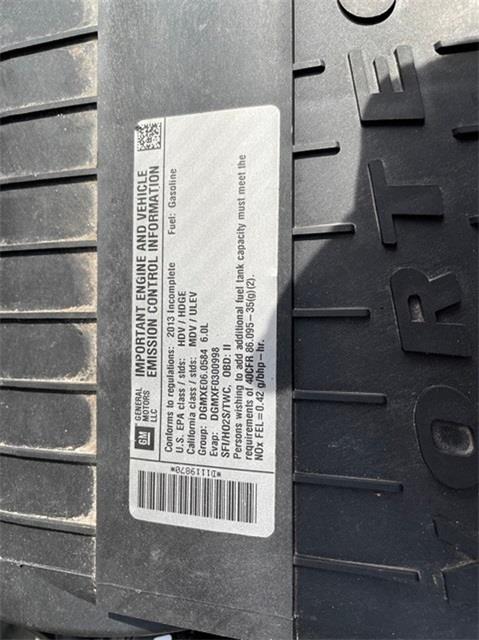 GM
GENERAL
MOTORS
LLC
IMPORTANT ENGINE AND VEHICLE
EMISSION CONTROL INFORMATION
Conforms to regulations: 2013 Incomplete Fuel: Gasoline
U.S. EPA class / stds: HDV / HDGE
California class / stds: MDV / ULEV
Group: DGMXE06.0584 6.0L
Evap: DGMXF0300998
SFI/HO2S/TWC, OBD: II
Persons wishing to add additional fuel tank capacity must meet the
requirements of 40CFR 86.095-35(g)(2).
NOx FEL=0.42 g/bhp-hr.
*D1119870*
VORTEC